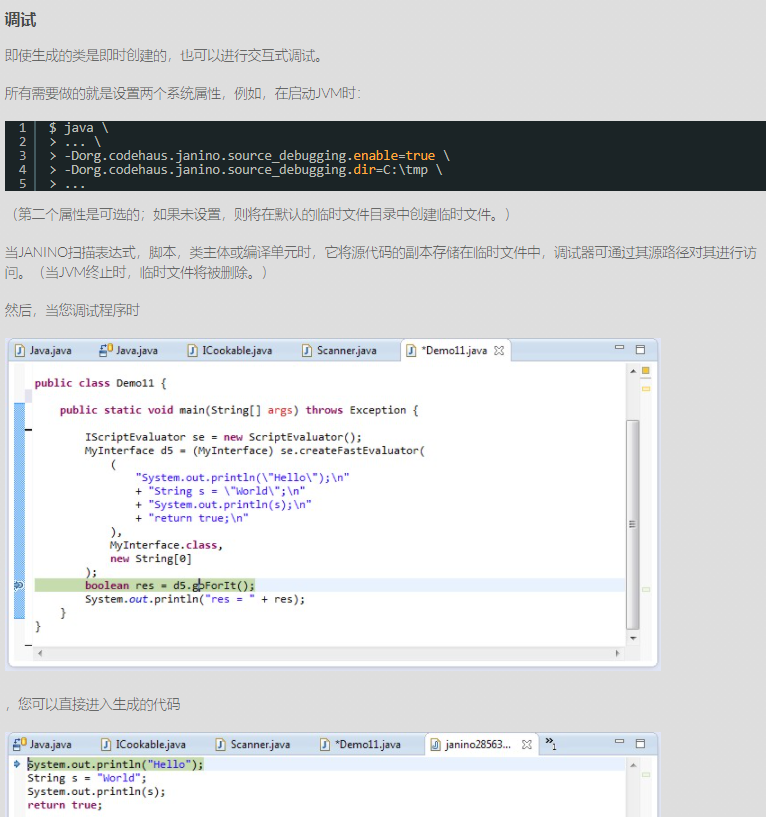 调试
即使生成的类是即时创建的，也可以进行交互式调试。
所有需要做的就是设置两个系统属性，例如，在启动JVM时：
1 $ java \
2 > ... \
3 > -Dorg.codehaus.janino.source_debugging.enable=true \
4 > -Dorg.codehaus.janino.source_debugging.dir=C:\tmp \
5 > ...
（第二个属性是可选的；如果未设置，则将在默认的临时文件目录中创建临时文件。）
当JANINO扫描表达式，脚本，类主体或编译单元时，它将源代码的副本存储在临时文件中，调试器可通过其源路径对其进行访
问。（当JVM终止时，临时文件将被删除。）
然后，当您调试程序时
Java.java Java.java ICookable.java Scanner.java *Demo11.java
public class Demo11 {
public static void main(String[] args) throws Exception {
IScriptEvaluator se = new ScriptEvaluator();
MyInterface d5 = (MyInterface) se.createFastEvaluator(
(
"System.out.println(\"Hello\");\n"
+ "String s = \"World\";\n"
+ "System.out.println(s);\n"
+ "return true;\n"
),
MyInterface.class,
new String[0]
);
boolean res = d5.goForIt();
System.out.println("res = " + res);
}
}
，您可以直接进入生成的代码
Java.java ICookable.java Scanner.java *Demo11.java janino28563... »1
System.out.println("Hello");
String s = "World";
System.out.println(s);
return true;